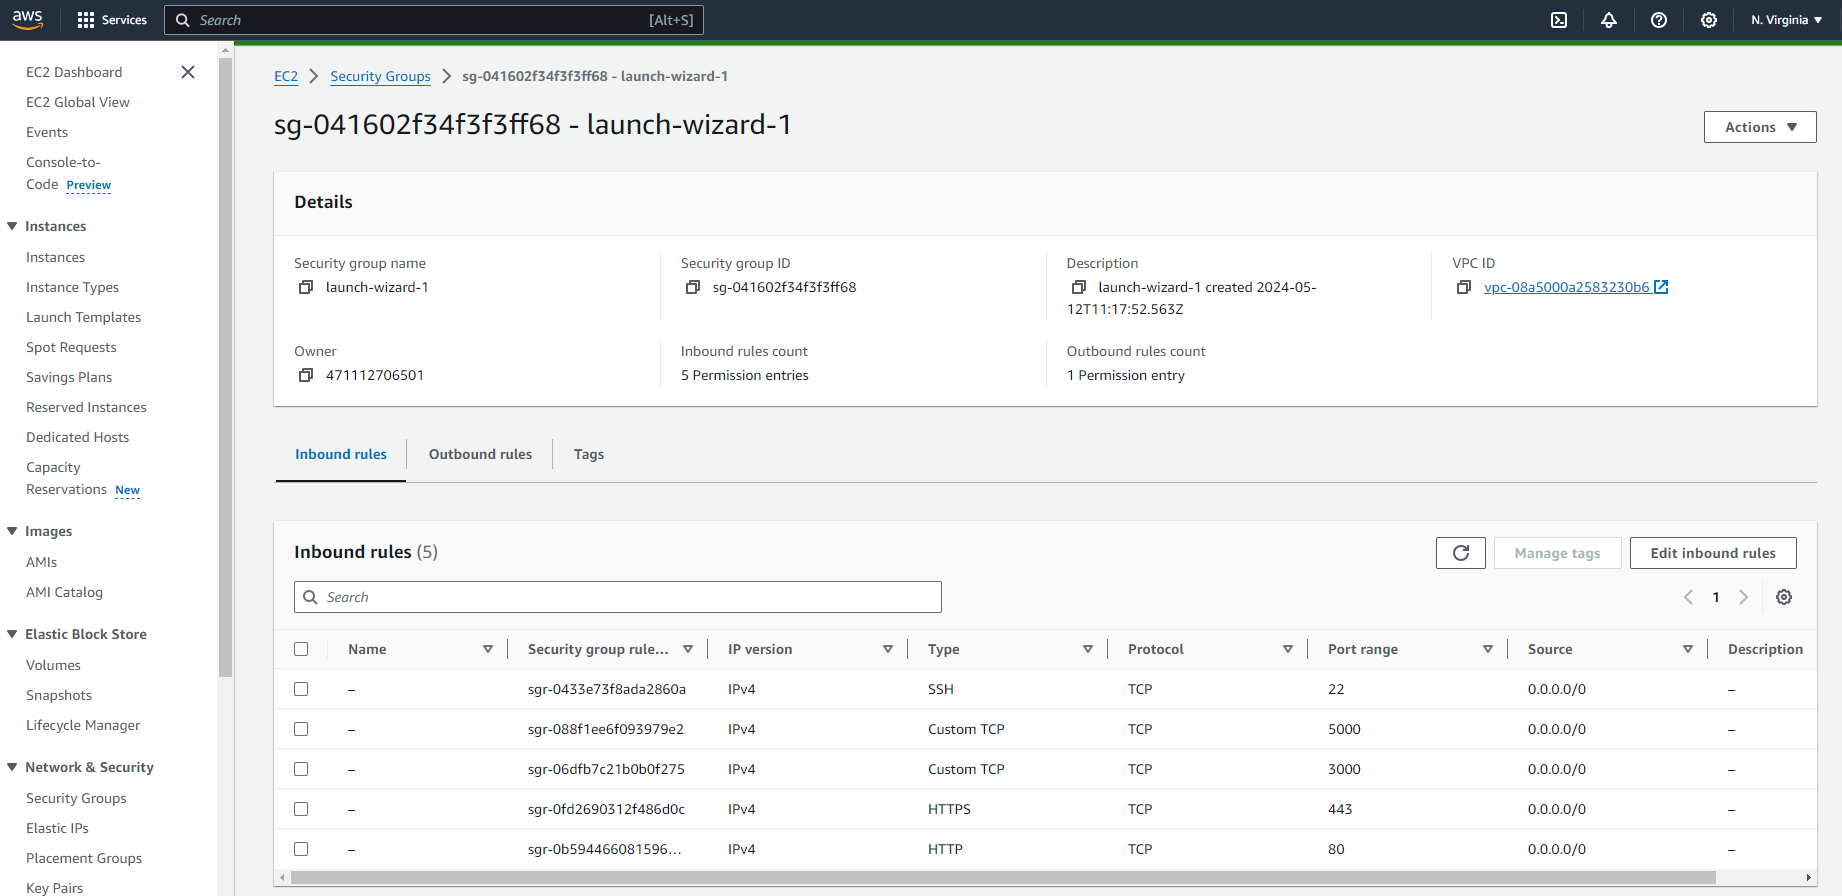 aws
Services
Search
[Alt+S]
N. Virginia
EC2 Dashboard
EC2 Global View
Events
Console-to-
Code Preview
Instances
Instances
Instance Types
Launch Templates
Spot Requests
Savings Plans
Reserved Instances
Dedicated Hosts
Capacity
Reservations New
Images
AMIs
AMI Catalog
Elastic Block Store
Volumes
Snapshots
Lifecycle Manager
Network & Security
Security Groups
Elastic IPs
Placement Groups
Key Pairs
EC2 Security Groups sg-041602f34f3f3ff68 - launch-wizard-1
sg-041602f34f3f3ff68 - launch-wizard-1
Actions
Details
Security group name
launch-wizard-1
Security group ID
sg-041602f34f3f3ff68
Description
launch-wizard-1 created 2024-05-
12T11:17:52.563Z
VPC ID
vpc-08a5000a2583230b6
Owner
471112706501
Inbound rules count
5 Permission entries
Outbound rules count
1 Permission entry
Inbound rules Outbound rules Tags
Inbound rules (5)
Manage tags
Edit inbound rules
Search
1
Name Security group rule... IP version Type Protocol Port range Source Description
– sgr-0433e73f8ada2860a IPv4 SSH TCP 22 0.0.0.0/0 –
– sgr-088f1ee6f093979e2 IPv4 Custom TCP TCP 5000 0.0.0.0/0 –
– sgr-06dfb7c21b0b0f275 IPv4 Custom TCP TCP 3000 0.0.0.0/0 –
– sgr-0fd2690312f486d0c IPv4 HTTPS TCP 443 0.0.0.0/0 –
– sgr-0b594466081596... IPv4 HTTP TCP 80 0.0.0.0/0 –